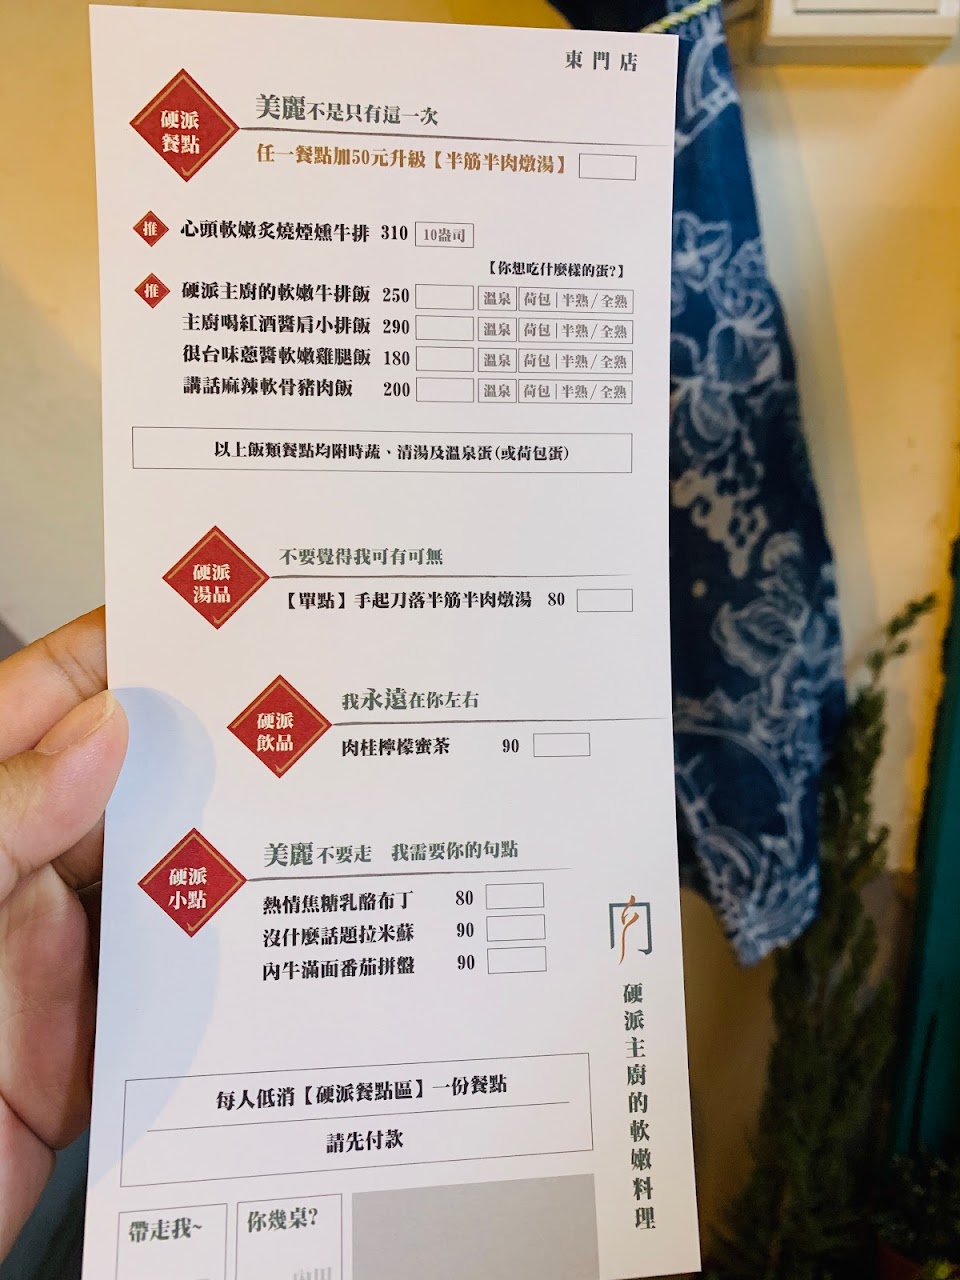 東門店
硬派餐點
美麗不是只有這一次
任一餐點加50元升級【半筋半肉燉湯】
推 心頭軟嫩炙燒煙燻牛排 310 10盎司
【你想吃什麼樣的蛋?】
推 硬派主廚的軟嫩牛排飯 250 溫泉 荷包|半熟/全熟
主廚喝紅酒醬肩小排飯 290 溫泉 荷包|半熟/全熟
很台味蔥醬軟嫩雞腿飯 180 溫泉 荷包|半熟/全熟
講話麻辣軟骨豬肉飯 200 溫泉 荷包|半熟/全熟
以上飯類餐點均附時蔬、清湯及溫泉蛋(或荷包蛋)
硬派湯品
不要覺得我可有可無
【單點】手起刀落半筋半肉燉湯 80
硬派飲品
我永遠在你左右
肉桂檸檬蜜茶 90
硬派小點
美麗不要走 我需要你的句點
熱情焦糖乳酪布丁 80
沒什麼話題拉米蘇 90
內牛滿面番茄拼盤 90
硬派主廚的軟嫩料理
每人低消【硬派餐點區】一份餐點
請先付款
帶走我~
你幾桌?